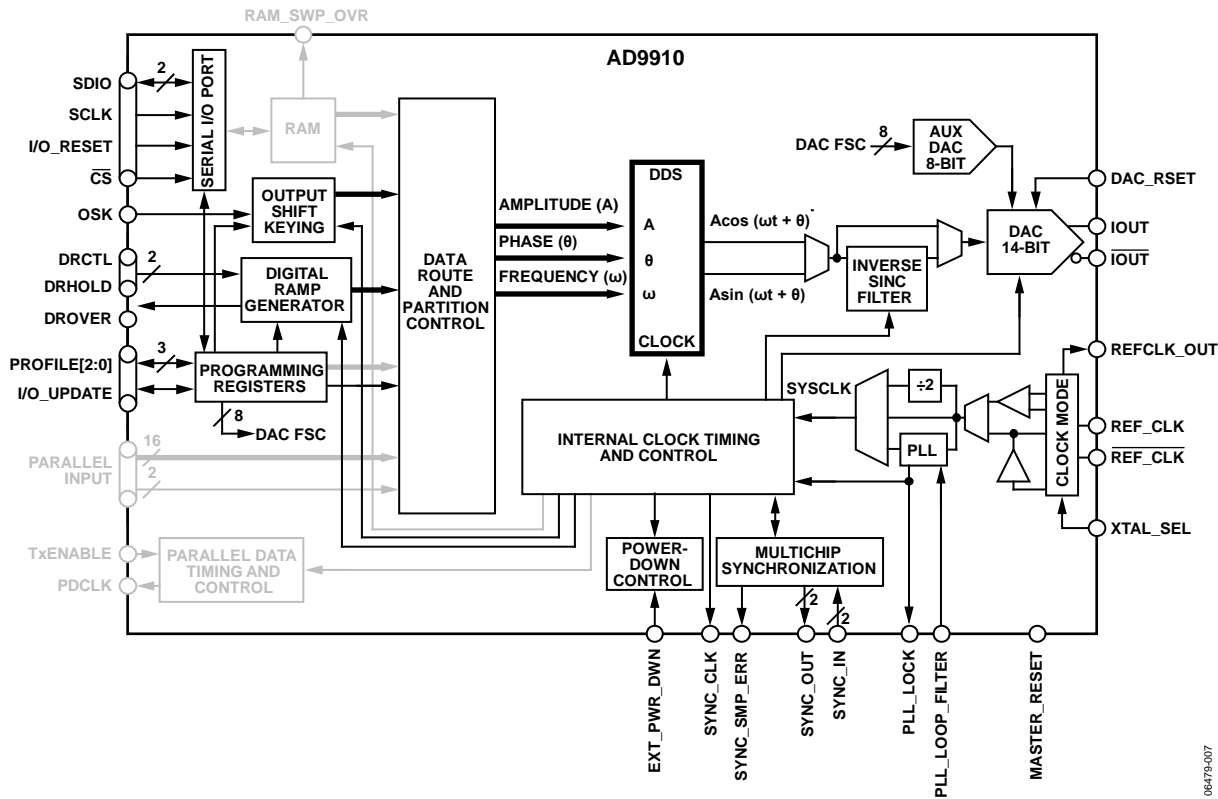 RAM_SWP_OVR
AD9910
SDIO
2
SCLK
I/O_RESET
CS
SERIAL I/O PORT
RAM
OSK
OUTPUT
SHIFT
KEYING
DRCTL
2
DRHOLD
DROVER
DIGITAL
RAMP
GENERATOR
PROFILE[2:0]
3
I/O_UPDATE
PROGRAMMING
REGISTERS
8
DAC FSC
PARALLEL
INPUT
16
2
TxENABLE
PDCLK
PARALLEL DATA
TIMING AND
CONTROL
DATA
ROUTE
AND
PARTITION
CONTROL
AMPLITUDE (A)
PHASE (θ)
FREQUENCY (ω)
DDS
A
θ
ω
CLOCK
Acos (ωt + θ)
Asin (ωt + θ)
INVERSE
SINC
FILTER
DAC FSC
8
AUX
DAC
8-BIT
DAC
14-BIT
DAC_RSET
IOUT
IOUT
REFCLK_OUT
REF_CLK
REF_CLK
XTAL_SEL
CLOCK MODE
SYSCLK
÷2
PLL
INTERNAL CLOCK TIMING
AND CONTROL
POWER-
DOWN
CONTROL
MULTICHIP
SYNCHRONIZATION
2
2
EXT_PWR_DWN
SYNC_CLK
SYNC_SMP_ERR
SYNC_OUT
SYNC_IN
PLL_LOCK
PLL_LOOP_FILTER
MASTER_RESET
06479-007